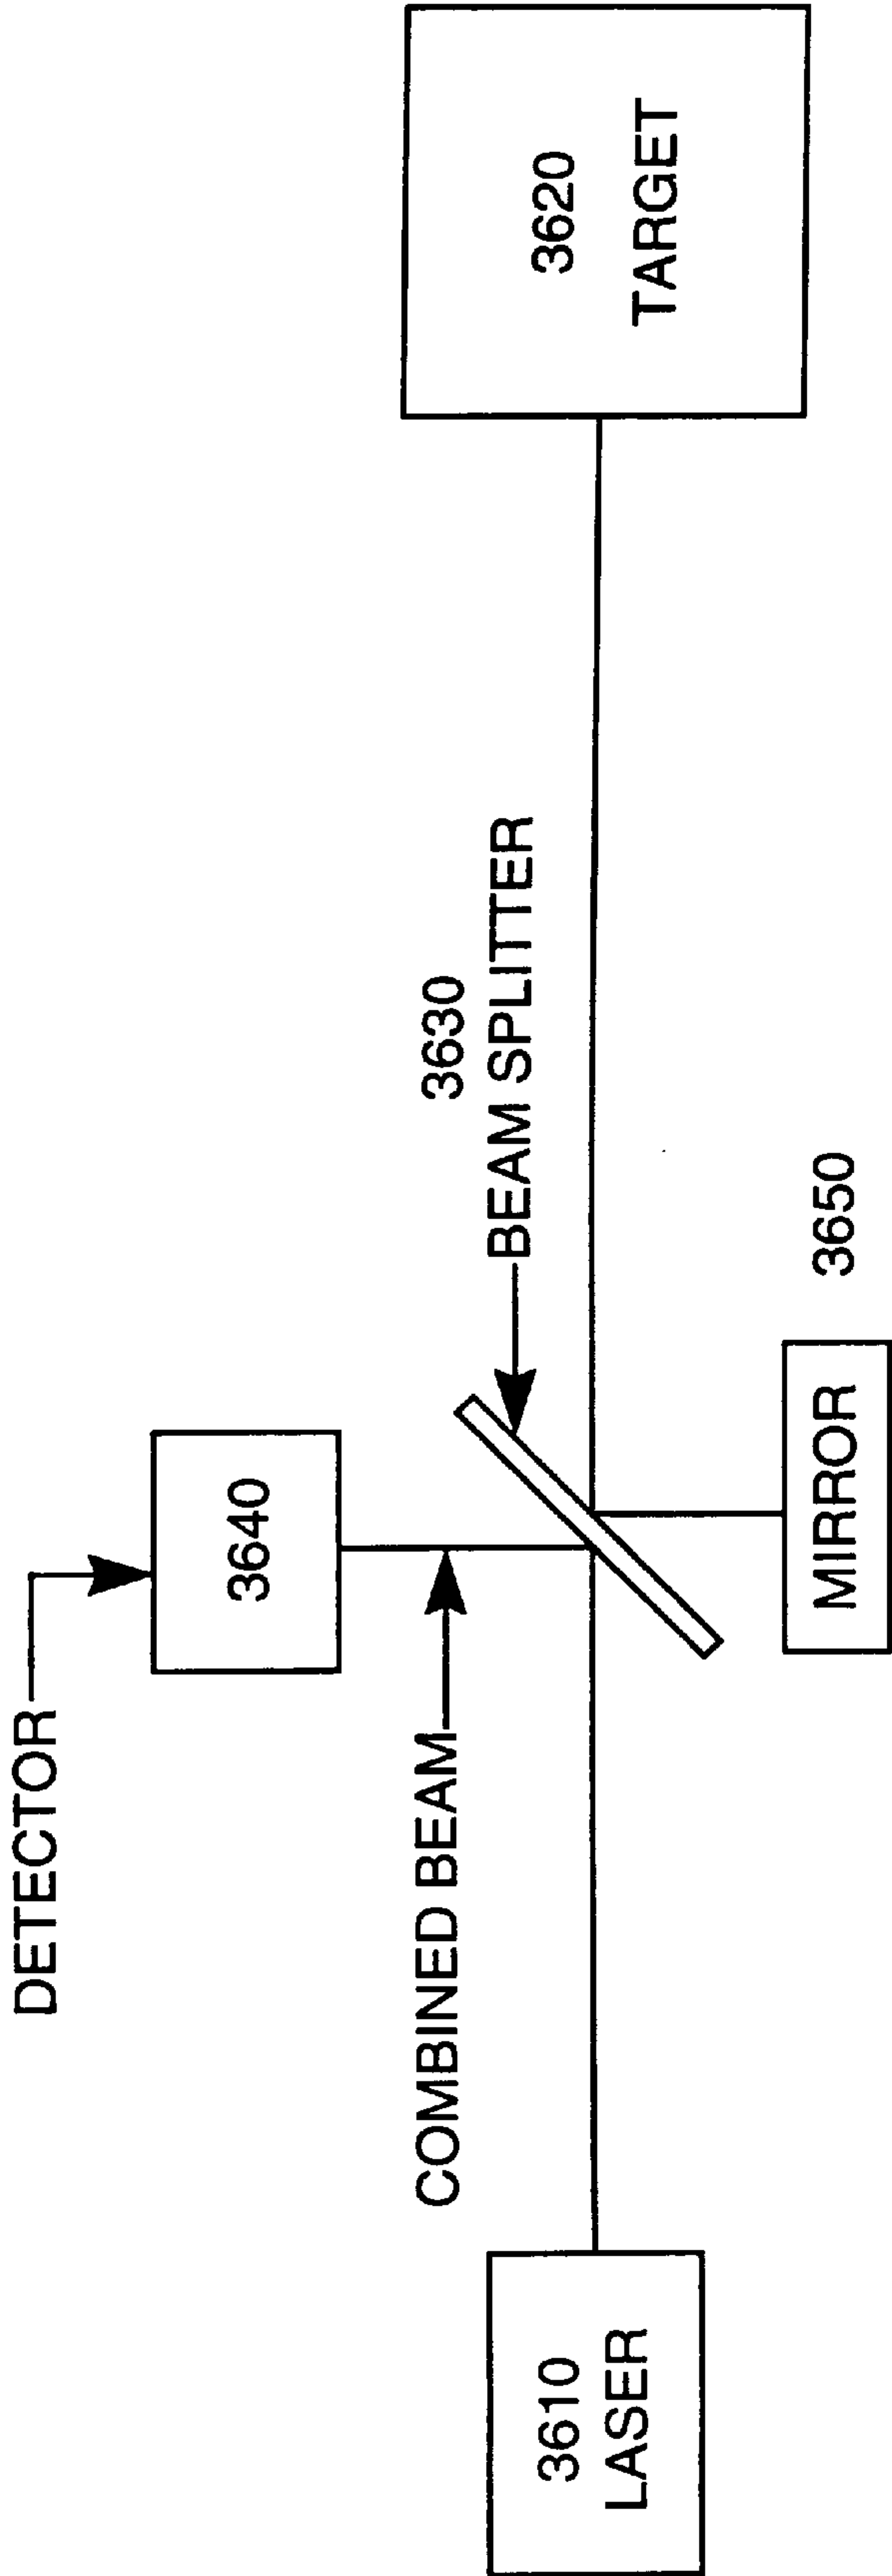 DETECTOR
3640
COMBINED BEAM
3630
BEAM SPLITTER
3610
LASER
3620
TARGET
MIRROR
3650